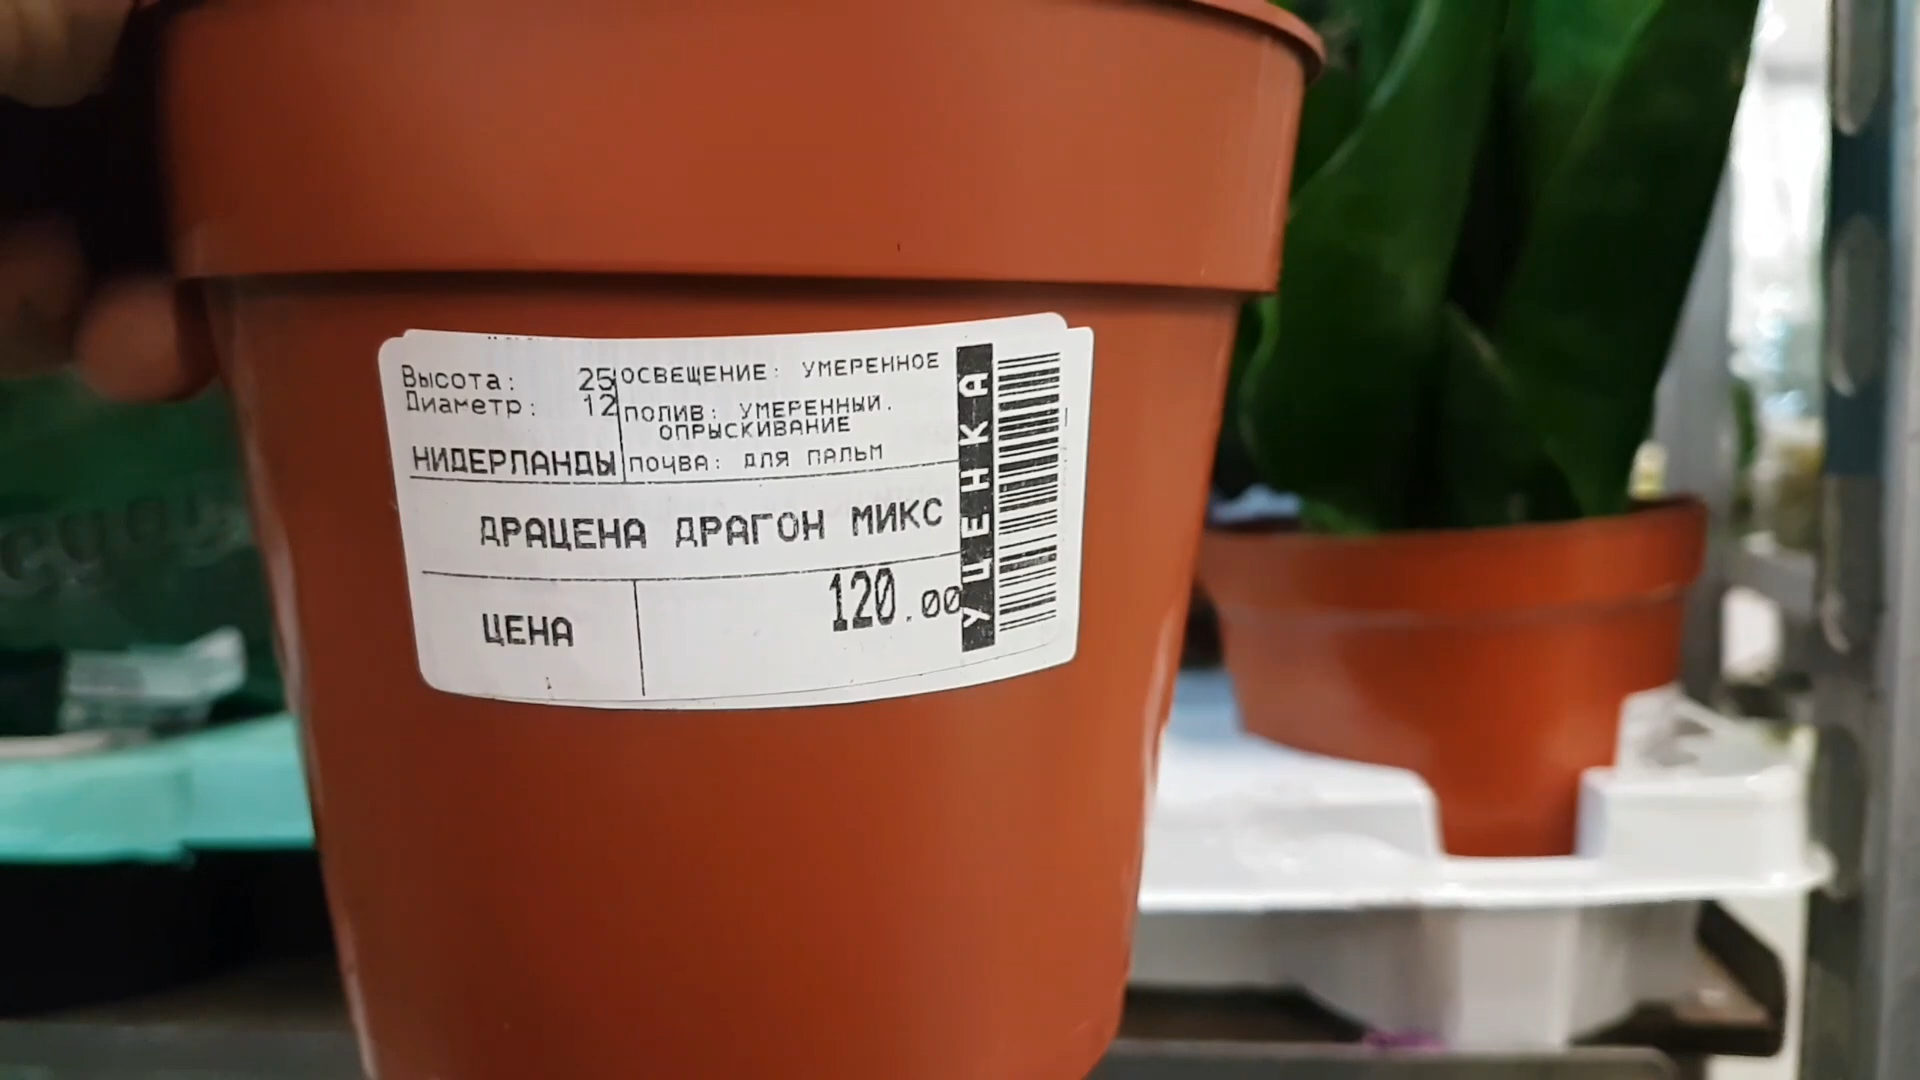 Высота: 25
Диаметр: 12
НИДЕРЛАНДЫ
ОСВЕЩЕНИЕ: УМЕРЕННОЕ
ПОЛИВ: УМЕРЕННЫЙ.
ОПРЫСКИВАНИЕ
ПОЧВА: ДЛЯ ПАЛЬМ
ДРАЦЕНА ДРАГОН МИКС
ЦЕНА 120.00
УЦЕНКА